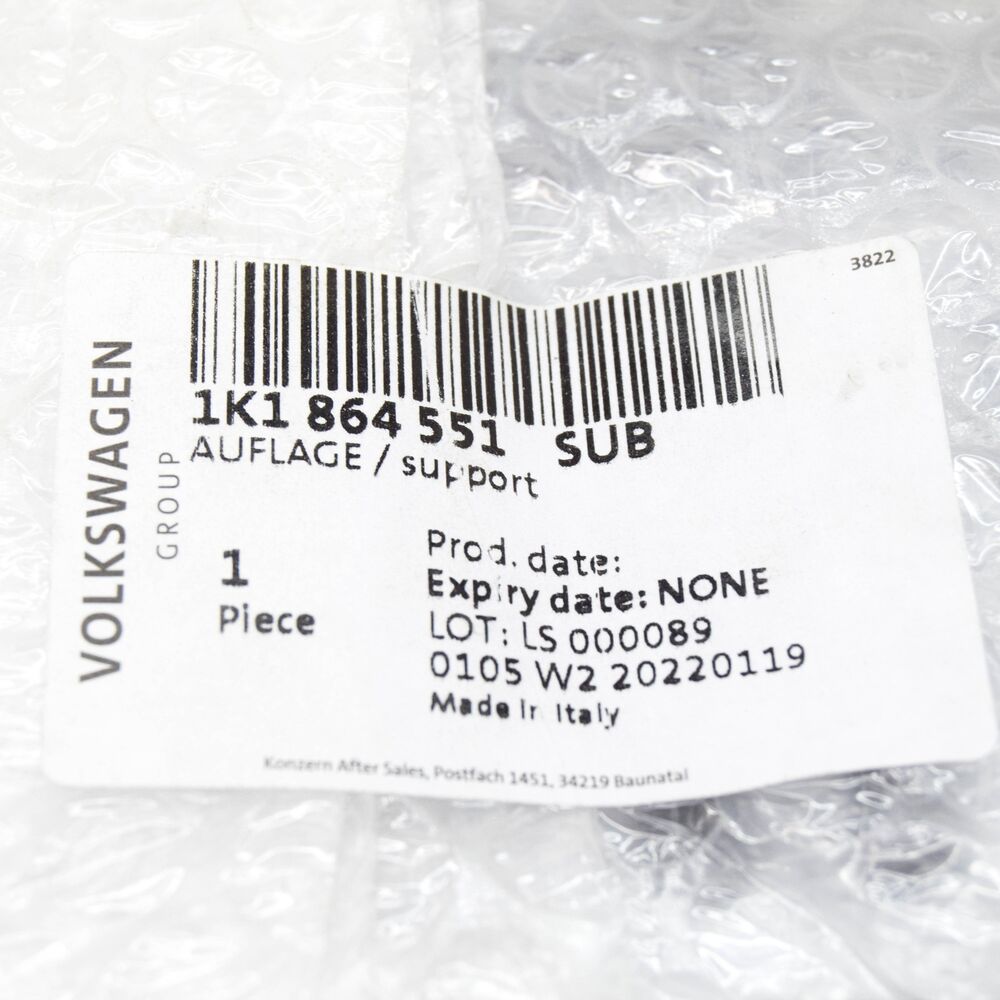 3822
VOLKSWAGEN
GROUP
1K1 864 551 SUB
AUFLAGE / support
1
Piece
Prod. date:
Expiry date: NONE
LOT: LS 000089
0105 W2 20220119
Made in Italy
Konzern After Sales, Postfach 1451, 34219 Baunatal